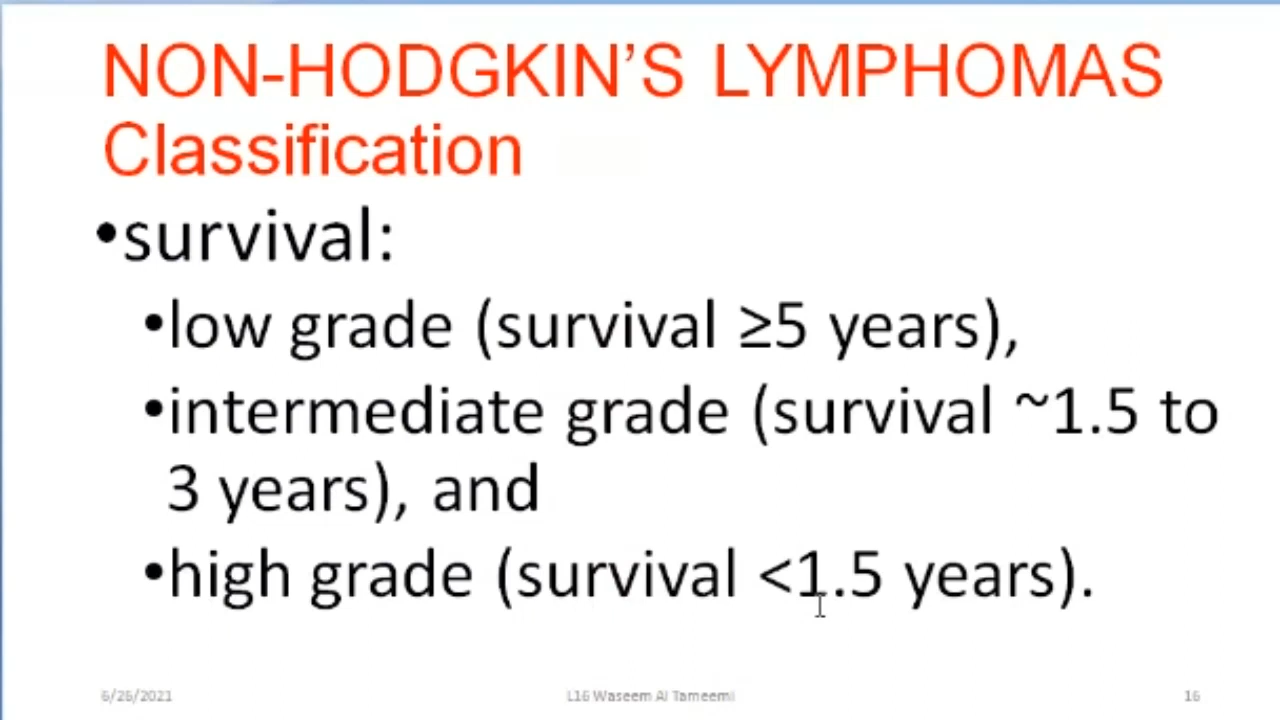 NON-HODGKIN’S LYMPHOMAS
Classification
•survival:
•low grade (survival ≥5 years),
•intermediate grade (survival ~1.5 to
3 years), and
•high grade (survival <1.5 years).
6/26/2021 L16 Waseem Al Tameemi 16